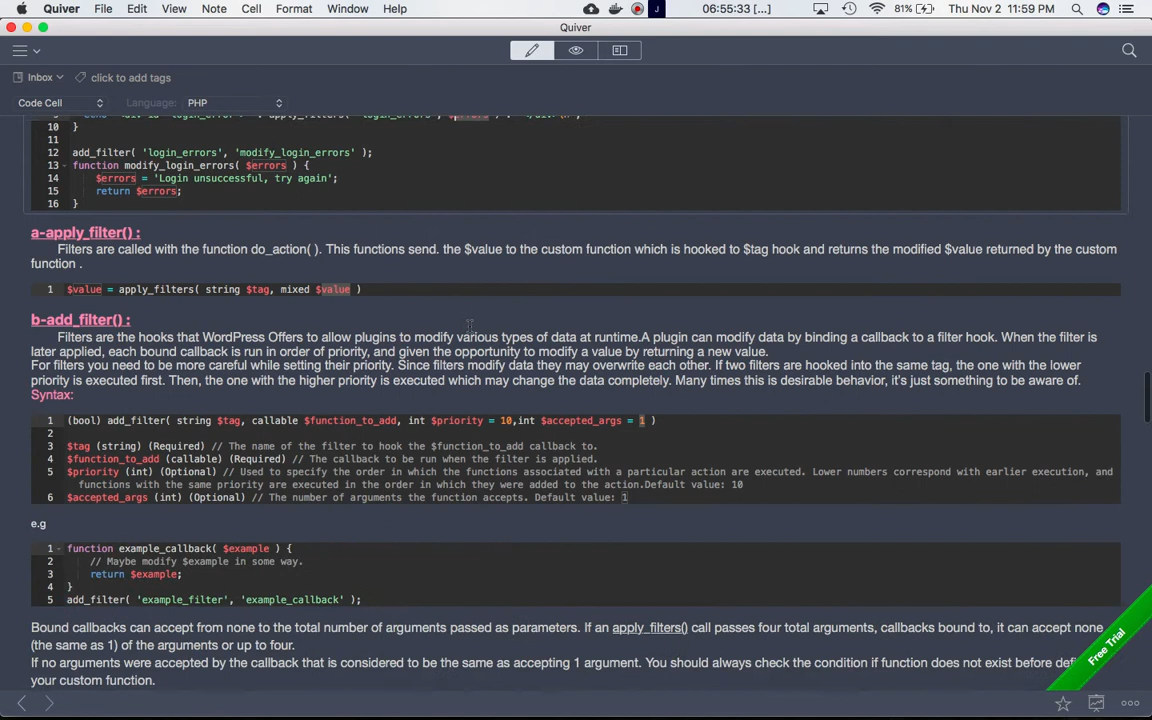 Quiver File Edit View Note Cell Format Window Help 06:55:33 [...] 81% Thu Nov 2 11:59 PM
Quiver
Inbox click to add tags
Code Cell Language: PHP
10 }
11
12 add_filter( 'login_errors', 'modify_login_errors' );
13 function modify_login_errors( $errors ) {
14 $errors = 'Login unsuccessful, try again';
15 return $errors;
16 }
a-apply_filter() :
Filters are called with the function do_action( ). This functions send. the $value to the custom function which is hooked to $tag hook and returns the modified $value returned by the custom
function .
1 $value = apply_filters( string $tag, mixed $value )
b-add_filter() :
Filters are the hooks that WordPress Offers to allow plugins to modify various types of data at runtime.A plugin can modify data by binding a callback to a filter hook. When the filter is
later applied, each bound callback is run in order of priority, and given the opportunity to modify a value by returning a new value.
For filters you need to be more careful while setting their priority. Since filters modify data they may overwrite each other. If two filters are hooked into the same tag, the one with the lower
priority is executed first. Then, the one with the higher priority is executed which may change the data completely. Many times this is desirable behavior, it's just something to be aware of.
Syntax:
1 (bool) add_filter( string $tag, callable $function_to_add, int $priority = 10,int $accepted_args = 1 )
2
3 $tag (string) (Required) // The name of the filter to hook the $function_to_add callback to.
4 $function_to_add (callable) (Required) // The callback to be run when the filter is applied.
5 $priority (int) (Optional) // Used to specify the order in which the functions associated with a particular action are executed. Lower numbers correspond with earlier execution, and
functions with the same priority are executed in the order in which they were added to the action.Default value: 10
6 $accepted_args (int) (Optional) // The number of arguments the function accepts. Default value: 1
e.g
1 function example_callback( $example ) {
2 // Maybe modify $example in some way.
3 return $example;
4 }
5 add_filter( 'example_filter', 'example_callback' );
Bound callbacks can accept from none to the total number of arguments passed as parameters. If an apply_filters() call passes four total arguments, callbacks bound to, it can accept none
(the same as 1) of the arguments or up to four.
If no arguments were accepted by the callback that is considered to be the same as accepting 1 argument. You should always check the condition if function does not exist before
your custom function.
Free Trial